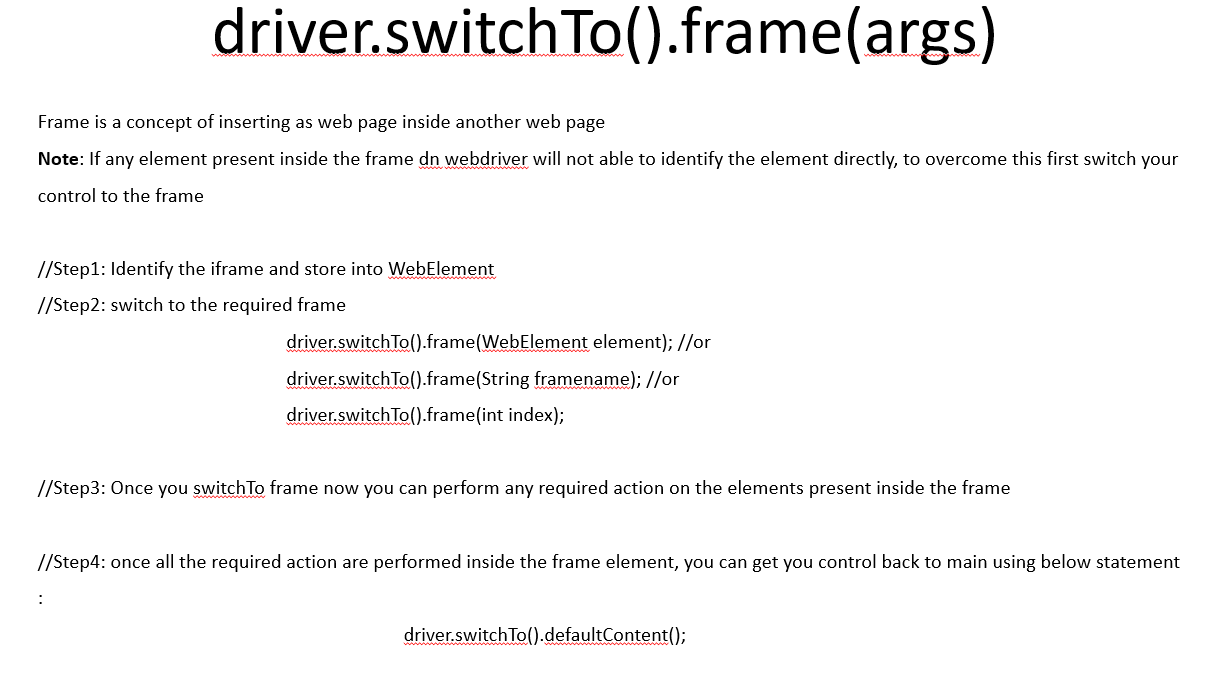 driver.switchTo().frame(args)
Frame is a concept of inserting as web page inside another web page
Note: If any element present inside the frame dn webdriver will not able to identify the element directly, to overcome this first switch your
control to the frame
//Step1: Identify the iframe and store into WebElement
//Step2: switch to the required frame
driver.switchTo().frame(WebElement element); //or
driver.switchTo().frame(String framename); //or
driver.switchTo().frame(int index);
//Step3: Once you switchTo frame now you can perform any required action on the elements present inside the frame
//Step4: once all the required action are performed inside the frame element, you can get you control back to main using below statement
:
driver.switchTo().defaultContent();